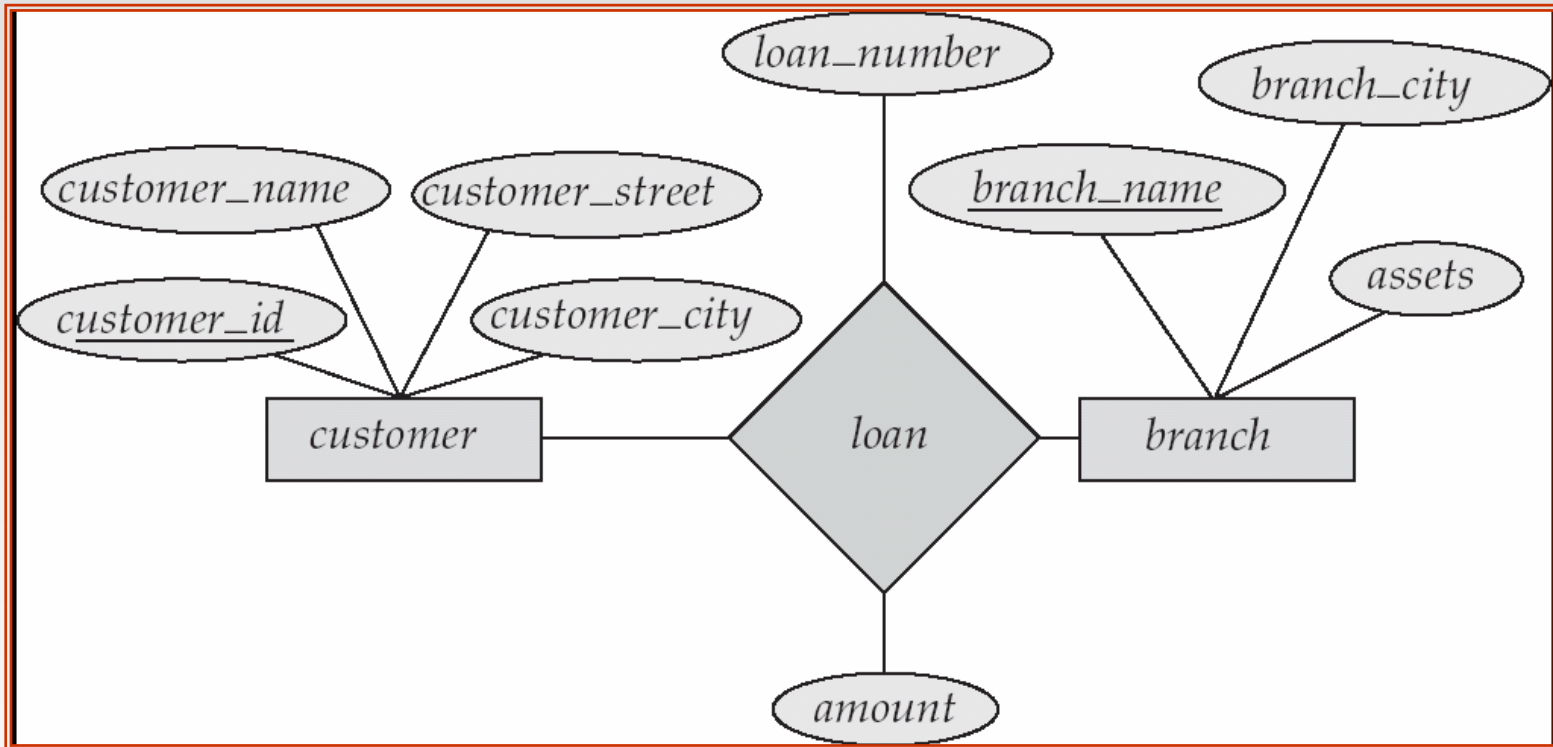 loan_number
branch_city
customer_name
customer_street
branch_name
assets
customer_id
customer_city
customer
loan
branch
amount